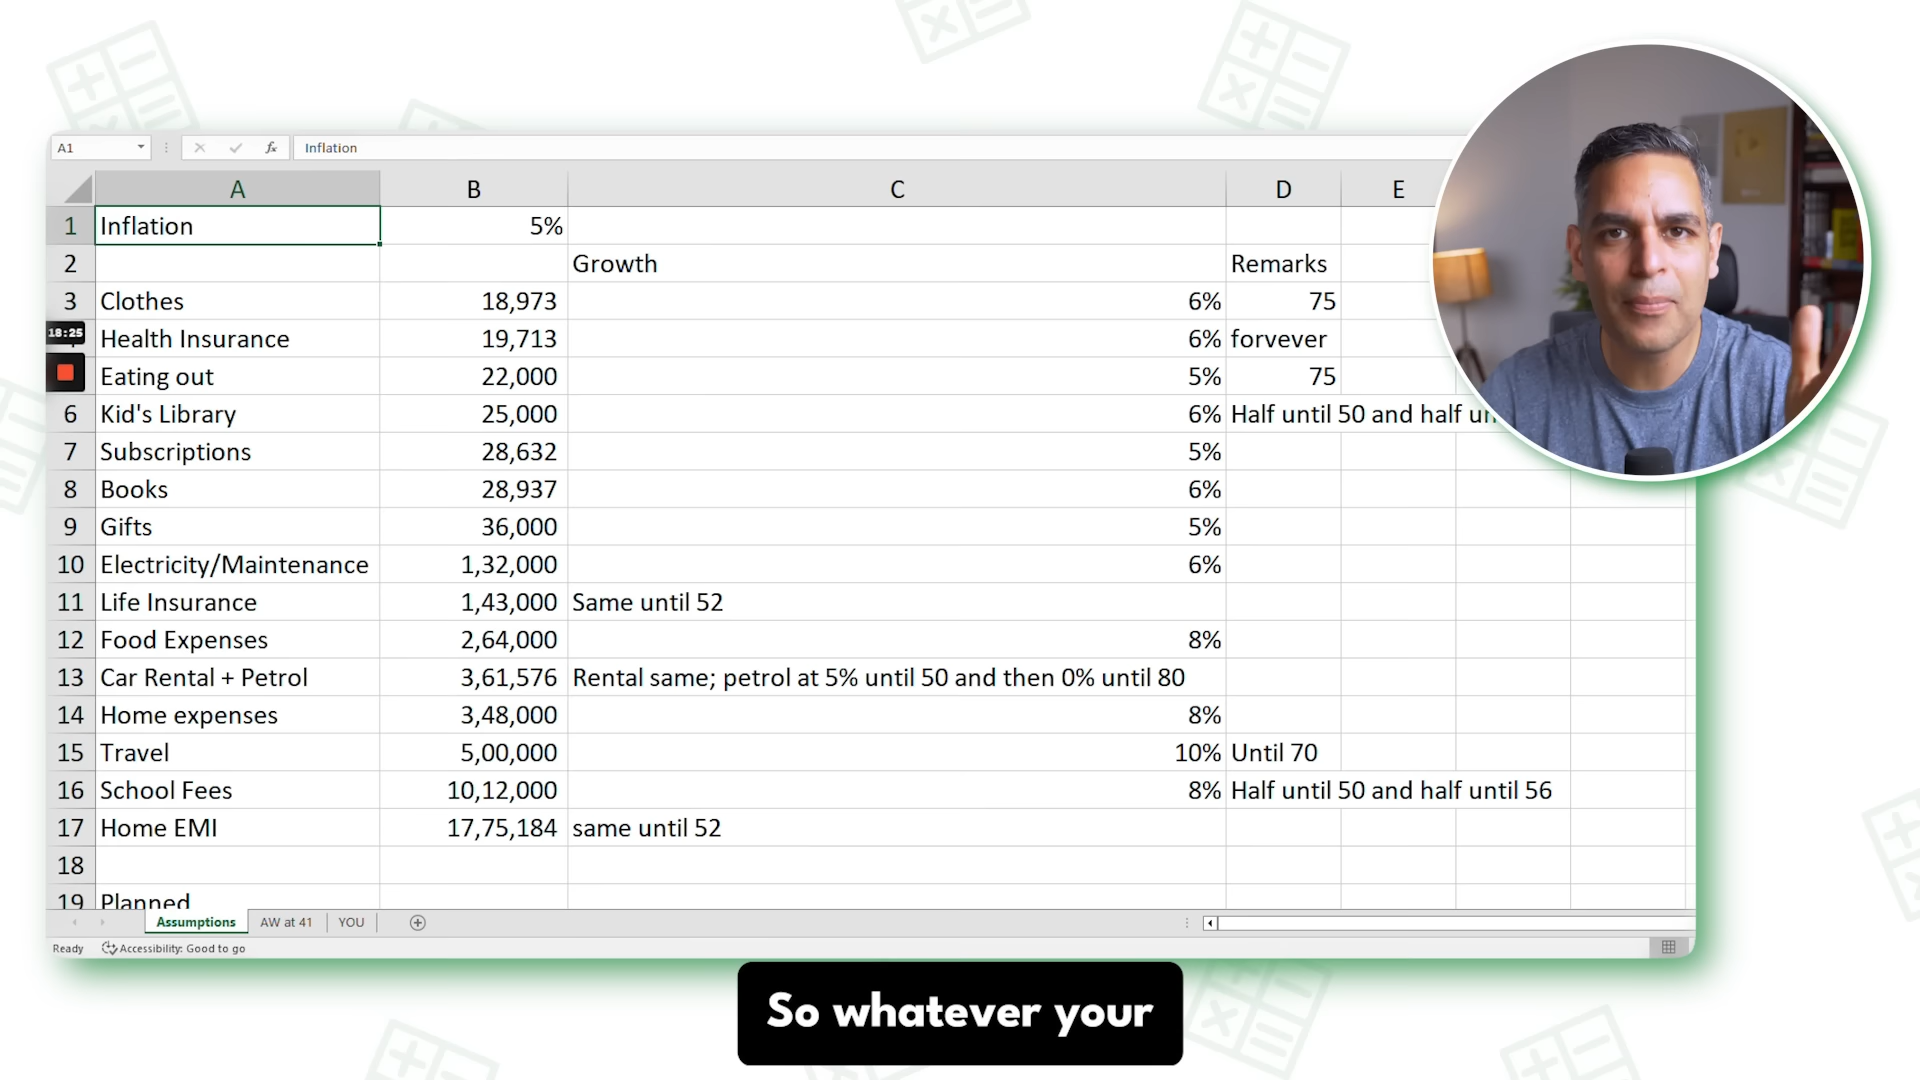 A1
Inflation
A B C D E
1 Inflation 5%
2 Growth Remarks
3 Clothes 18,973 6% 75
18:25
Health Insurance 19,713 6% forvever
Eating out 22,000 5% 75
6 Kid's Library 25,000 6% Half until 50 and half
7 Subscriptions 28,632 5%
8 Books 28,937 6%
9 Gifts 36,000 5%
10 Electricity/Maintenance 1,32,000 6%
11 Life Insurance 1,43,000 Same until 52
12 Food Expenses 2,64,000 8%
13 Car Rental + Petrol 3,61,576 Rental same; petrol at 5% until 50 and then 0% until 80
14 Home expenses 3,48,000 8%
15 Travel 5,00,000 10% Until 70
16 School Fees 10,12,000 8% Half until 50 and half until 56
17 Home EMI 17,75,184 same until 52
18
19 Planned
Assumptions AW at 41 YOU
Ready Accessibility: Good to go
So whatever your